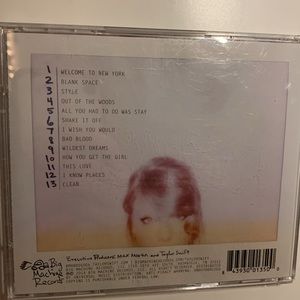 1 WELCOME TO NEW YORK
2 BLANK SPACE
3 STYLE
4 OUT OF THE WOODS
5 ALL YOU HAD TO DO WAS STAY
6 SHAKE IT OFF
7 I WISH YOU WOULD
8 BAD BLOOD
9 WILDEST DREAMS
10 HOW YOU GET THE GIRL
11 THIS LOVE
12 I KNOW PLACES
13 CLEAN
Executive Producers: MAX MARTIN and Taylor Swift
Big
Machine
Records
43930 01350